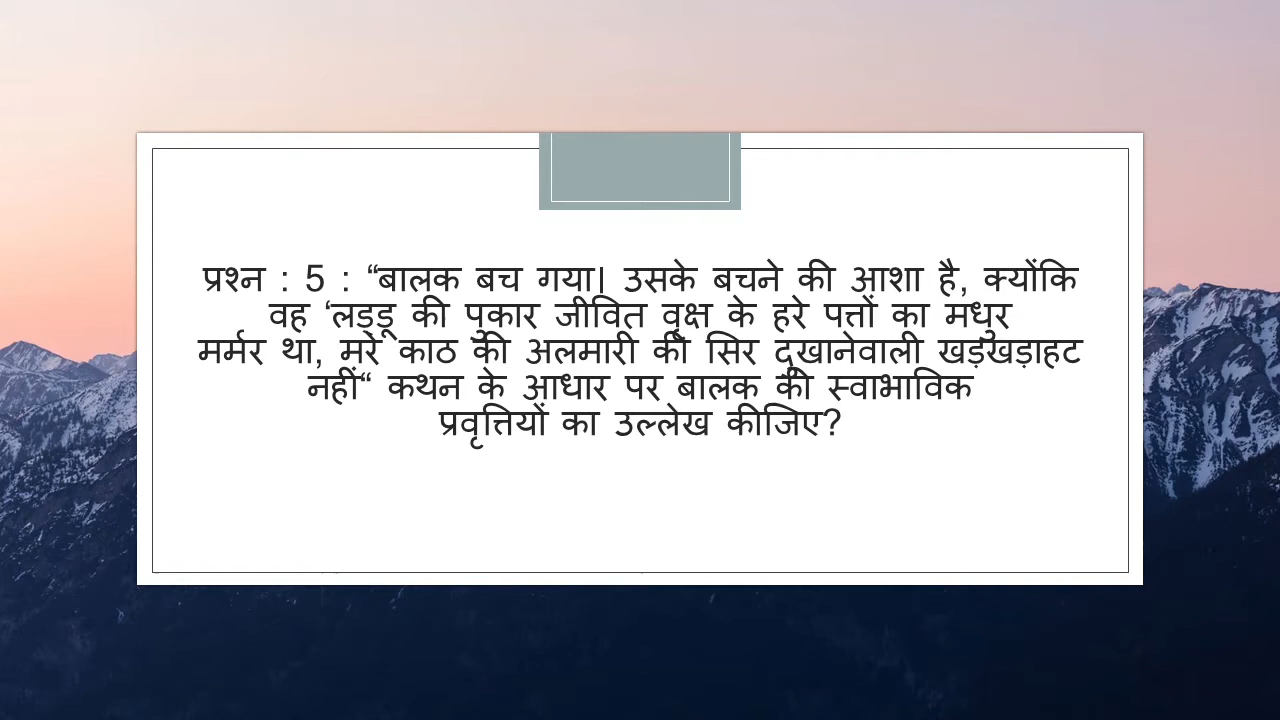 प्रश्न : 5 : “बालक बच गया| उसके बचने की आशा है, क्योंकि
वह ‘लड्डू की पुकार जीवित वृक्ष के हरे पत्तों का मधुर
मर्मर था, मरे काठ की अलमारी की सिर दुखानेवाली खड़खड़ाहट
नहीं“ कथन के आधार पर बालक की स्वाभाविक
प्रवृत्तियों का उल्लेख कीजिए?